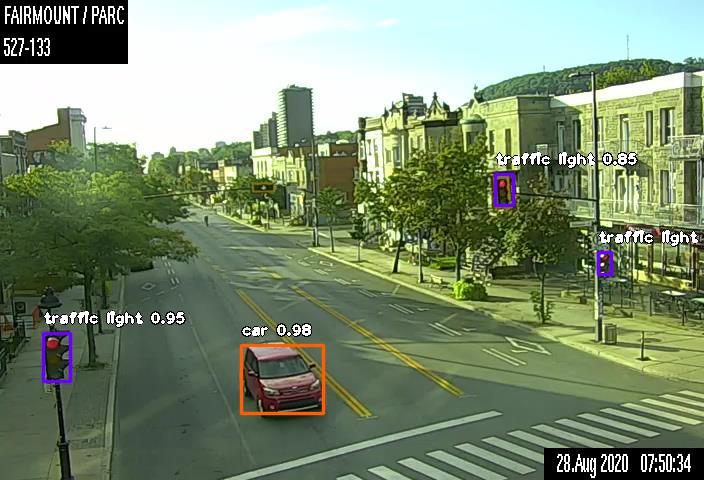 FAIRMOUNT / PARC
527-133
traffic light 0.85
traffic light
traffic light 0.95
car 0.98
28.Aug 2020 07:50:34